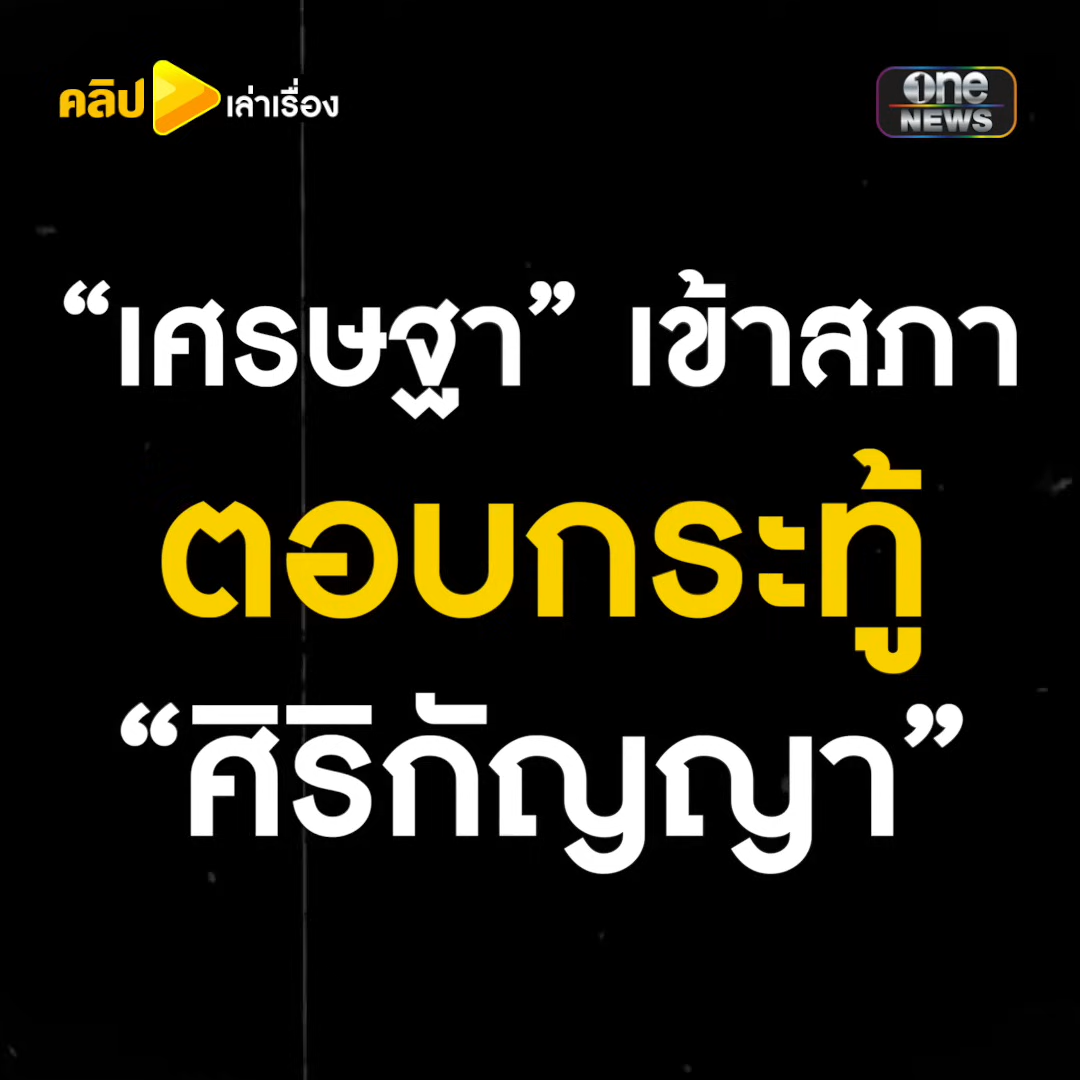 คลิป เล่าเรื่อง
one
NEWS
“เศรษฐา” เข้าสภา
ตอบกระทู้
“ศิริกัญญา”